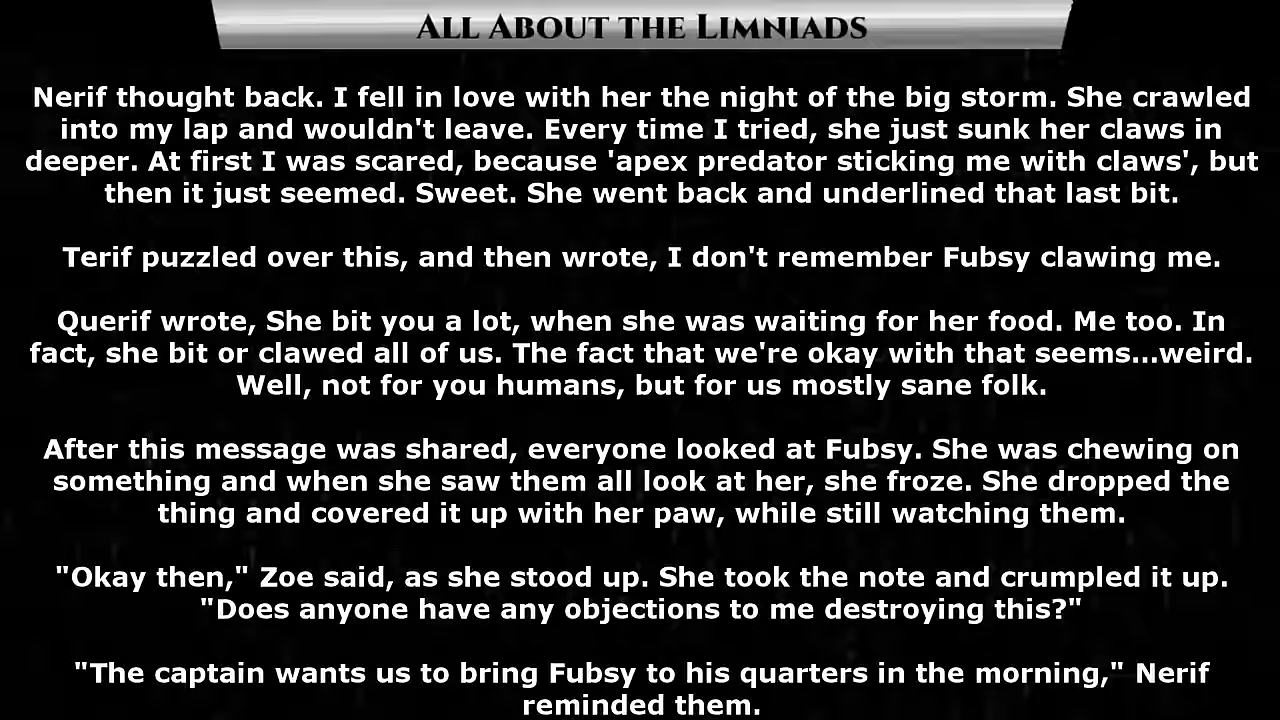 All About the Limniads
Nerif thought back. I fell in love with her the night of the big storm. She crawled
into my lap and wouldn't leave. Every time I tried, she just sunk her claws in
deeper. At first I was scared, because 'apex predator sticking me with claws', but
then it just seemed. Sweet. She went back and underlined that last bit.
Terif puzzled over this, and then wrote, I don't remember Fubsy clawing me.
Querif wrote, She bit you a lot, when she was waiting for her food. Me too. In
fact, she bit or clawed all of us. The fact that we're okay with that seems...weird.
Well, not for you humans, but for us mostly sane folk.
After this message was shared, everyone looked at Fubsy. She was chewing on
something and when she saw them all look at her, she froze. She dropped the
thing and covered it up with her paw, while still watching them.
"Okay then," Zoe said, as she stood up. She took the note and crumpled it up.
"Does anyone have any objections to me destroying this?"
"The captain wants us to bring Fubsy to his quarters in the morning," Nerif
reminded them.